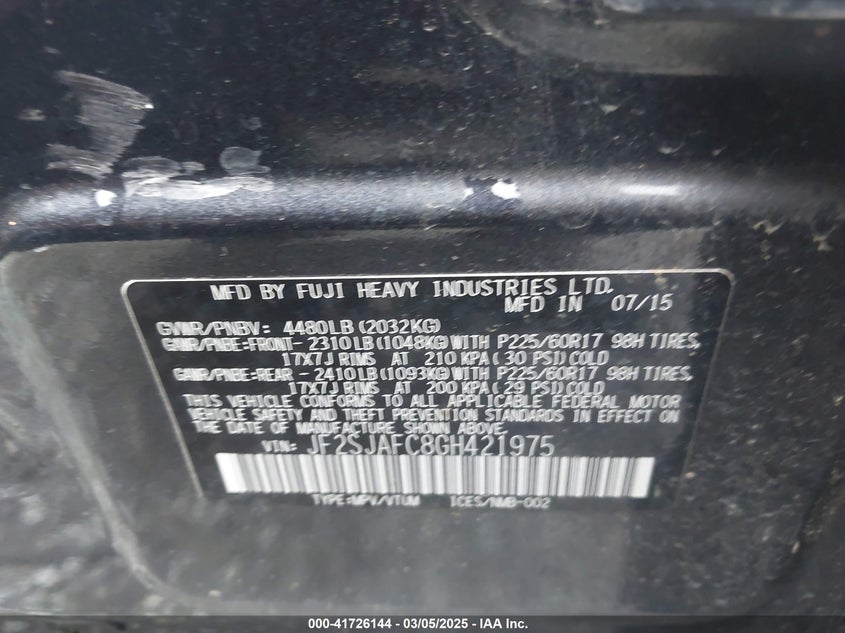 MFD BY FUJI HEAVY INDUSTRIES LTD.
MFD IN 07/15
GVWR/PNBV: 4480LB(2032KG)
GAWR/PNBE:FRONT-2310LB(1048KG)WITH P225/60R17 98H TIRES,
17X7J RIMS AT 210 KPA(30 PSI)COLD
GAWR/PNBE:REAR -2410LB(1093KG)WITH P225/60R17 98H TIRES,
17X7J RIMS AT 200 KPA(29 PSI)COLD
THIS VEHICLE CONFORMS TO ALL APPLICABLE FEDERAL MOTOR
VEHICLE SAFETY AND THEFT PREVENTION STANDARDS IN EFFECT ON
THE DATE OF MANUFACTURE SHOWN ABOVE.
VIN: JF2SJAFC8GH421975
TYPE:MPV/VTUM ICES/NMB-002
000-41726144 — 03/05/2025 — IAA Inc.